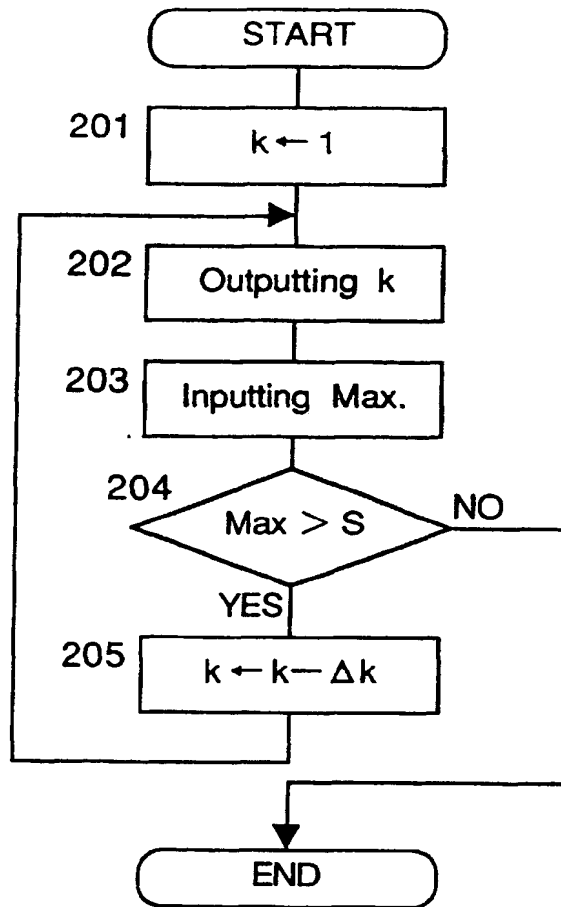 START
201
k ← 1
202
Outputting k
203
Inputting Max.
204
Max > S
NO
YES
205
k ← k — Δk
END